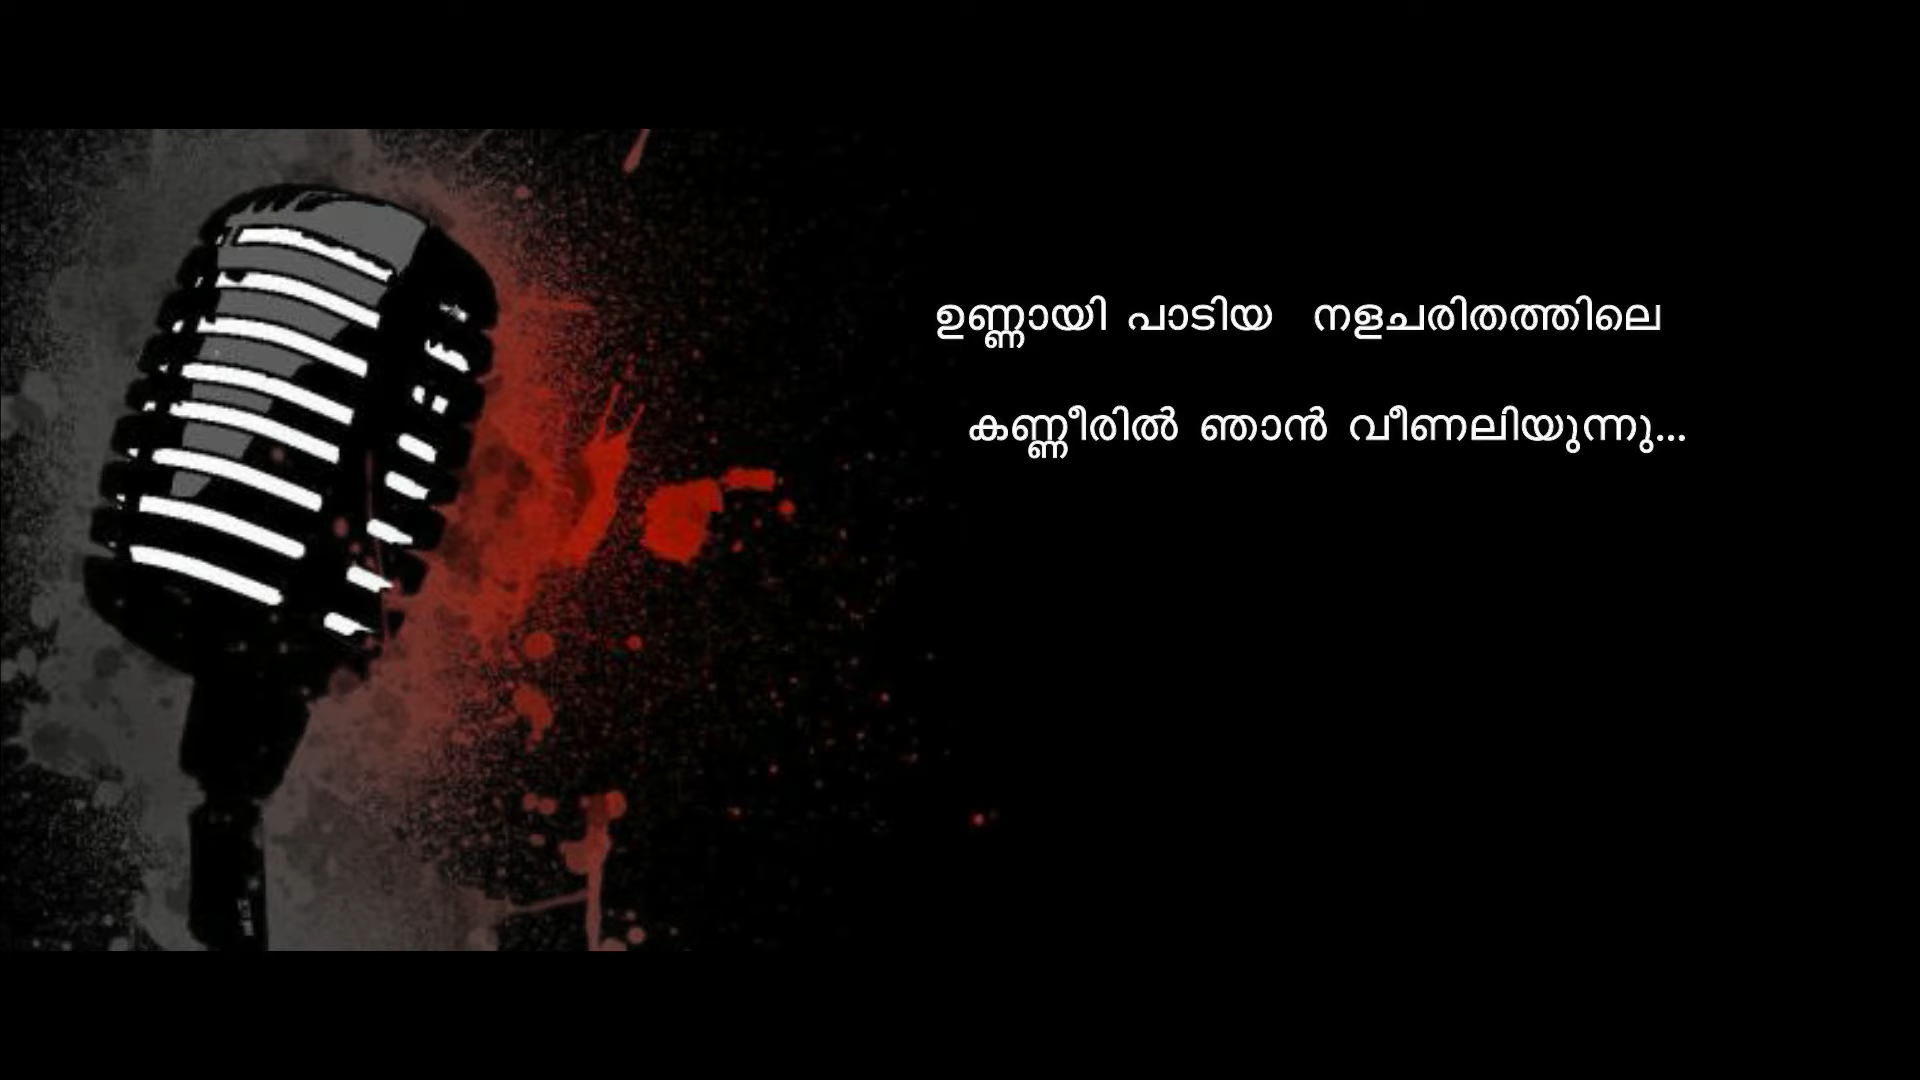 ഉണ്ണായി പാടിയ നളചരിതത്തിലെ
കണ്ണീരിൽ ഞാൻ വീണലിയുന്നു...